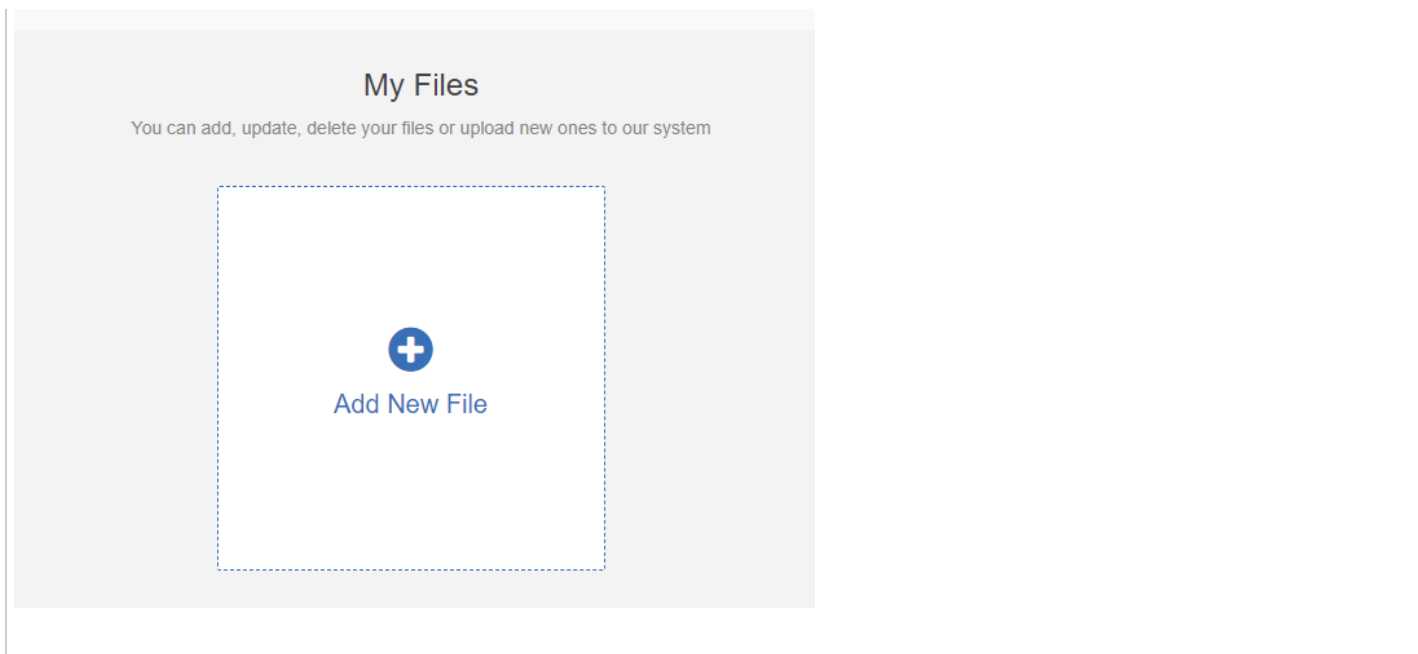 My Files
You can add, update, delete your files or upload new ones to our system
Add New File